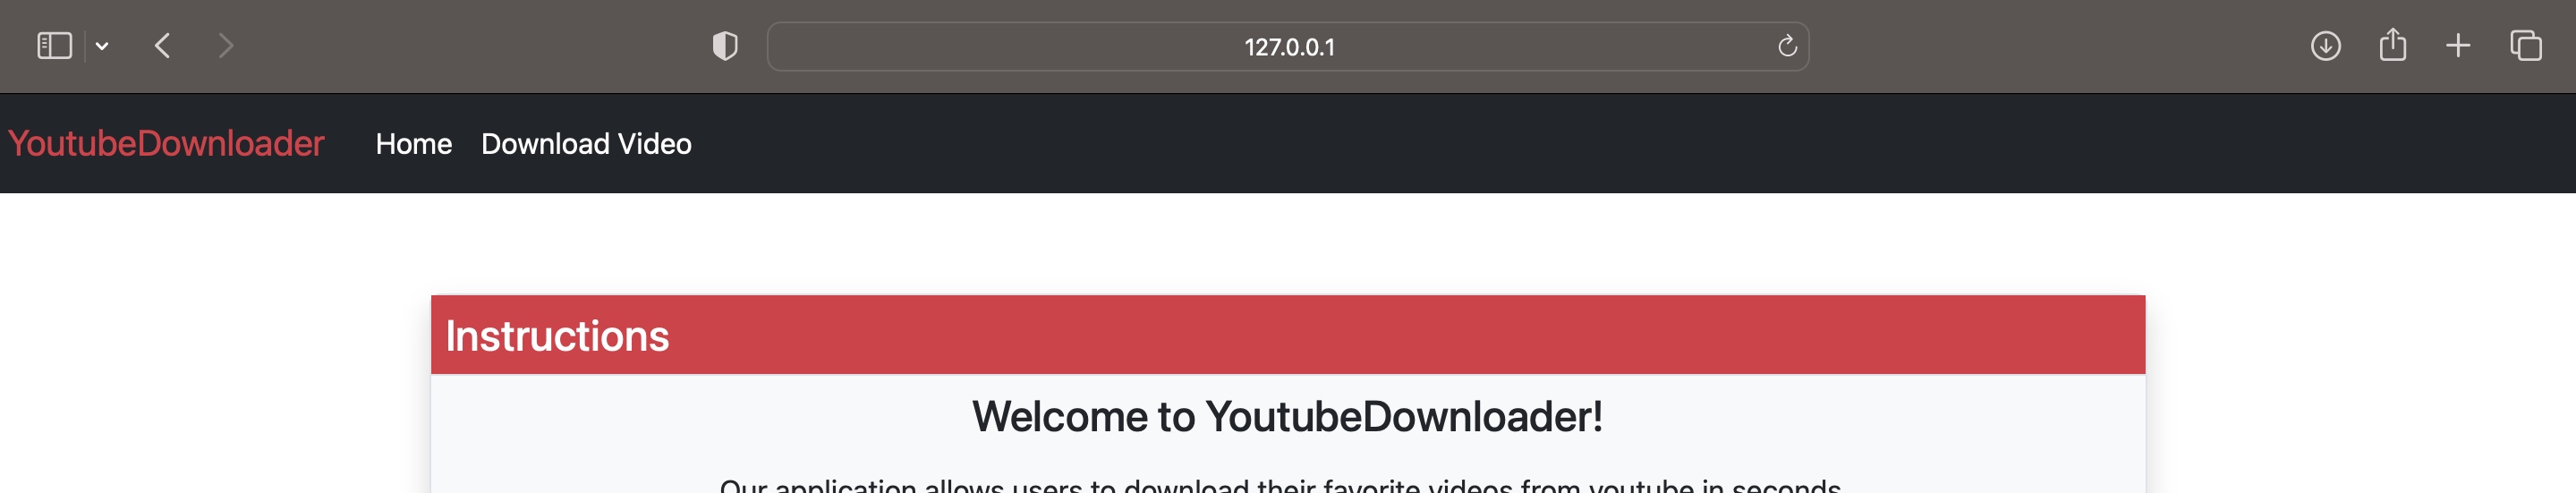 127.0.0.1
YoutubeDownloader Home Download Video
Instructions
Welcome to YoutubeDownloader!
Our application allows users to download their favorite videos from youtube in seconds